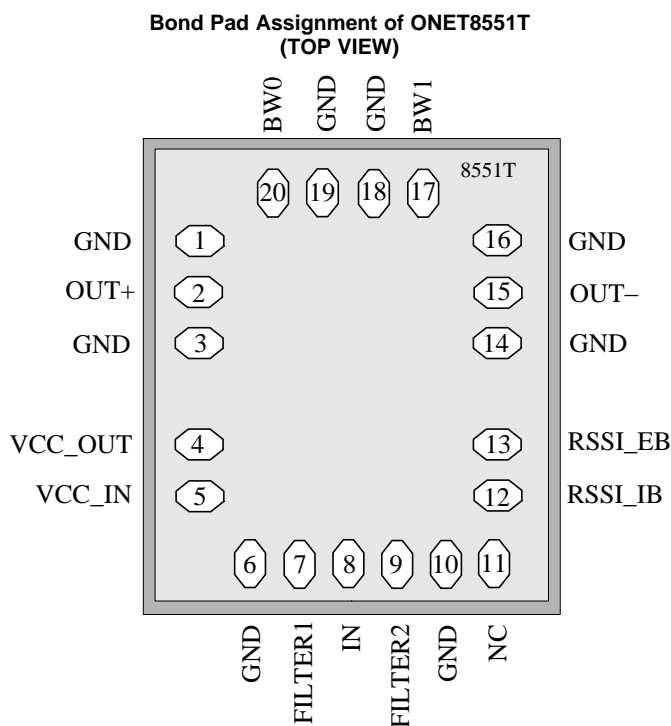 Bond Pad Assignment of ONET8551T
(TOP VIEW)
BW0
GND
GND
BW1
8551T
20
19
18
17
GND
1
16
GND
OUT+
2
15
OUT–
GND
3
14
GND
VCC_OUT
4
13
RSSI_EB
VCC_IN
5
12
RSSI_IB
6
7
8
9
10
11
GND
FILTER1
IN
FILTER2
GND
NC